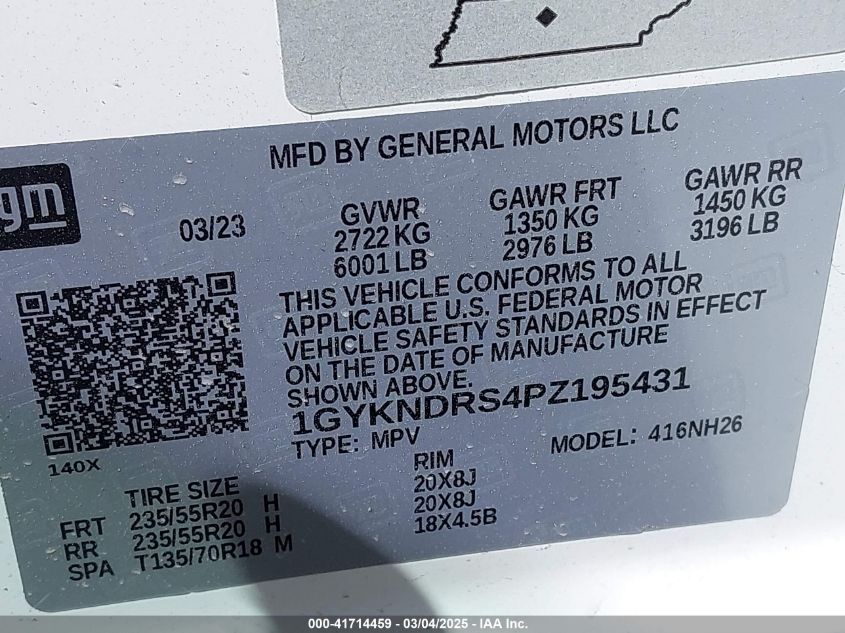 MFD BY GENERAL MOTORS LLC
gm
03/23
GVWR
2722 KG
6001 LB
GAWR FRT
1350 KG
2976 LB
GAWR RR
1450 KG
3196 LB
THIS VEHICLE CONFORMS TO ALL
APPLICABLE U.S. FEDERAL MOTOR
VEHICLE SAFETY STANDARDS IN EFFECT
ON THE DATE OF MANUFACTURE
SHOWN ABOVE.
1GYKNDRS4PZ195431
TYPE: MPV
MODEL: 416NH26
140X
TIRE SIZE
RIM
FRT 235/55R20 H 20X8J
RR 235/55R20 H 20X8J
SPA T135/70R18 M 18X4.5B
000-41714459 - 03/04/2025 - IAA Inc.